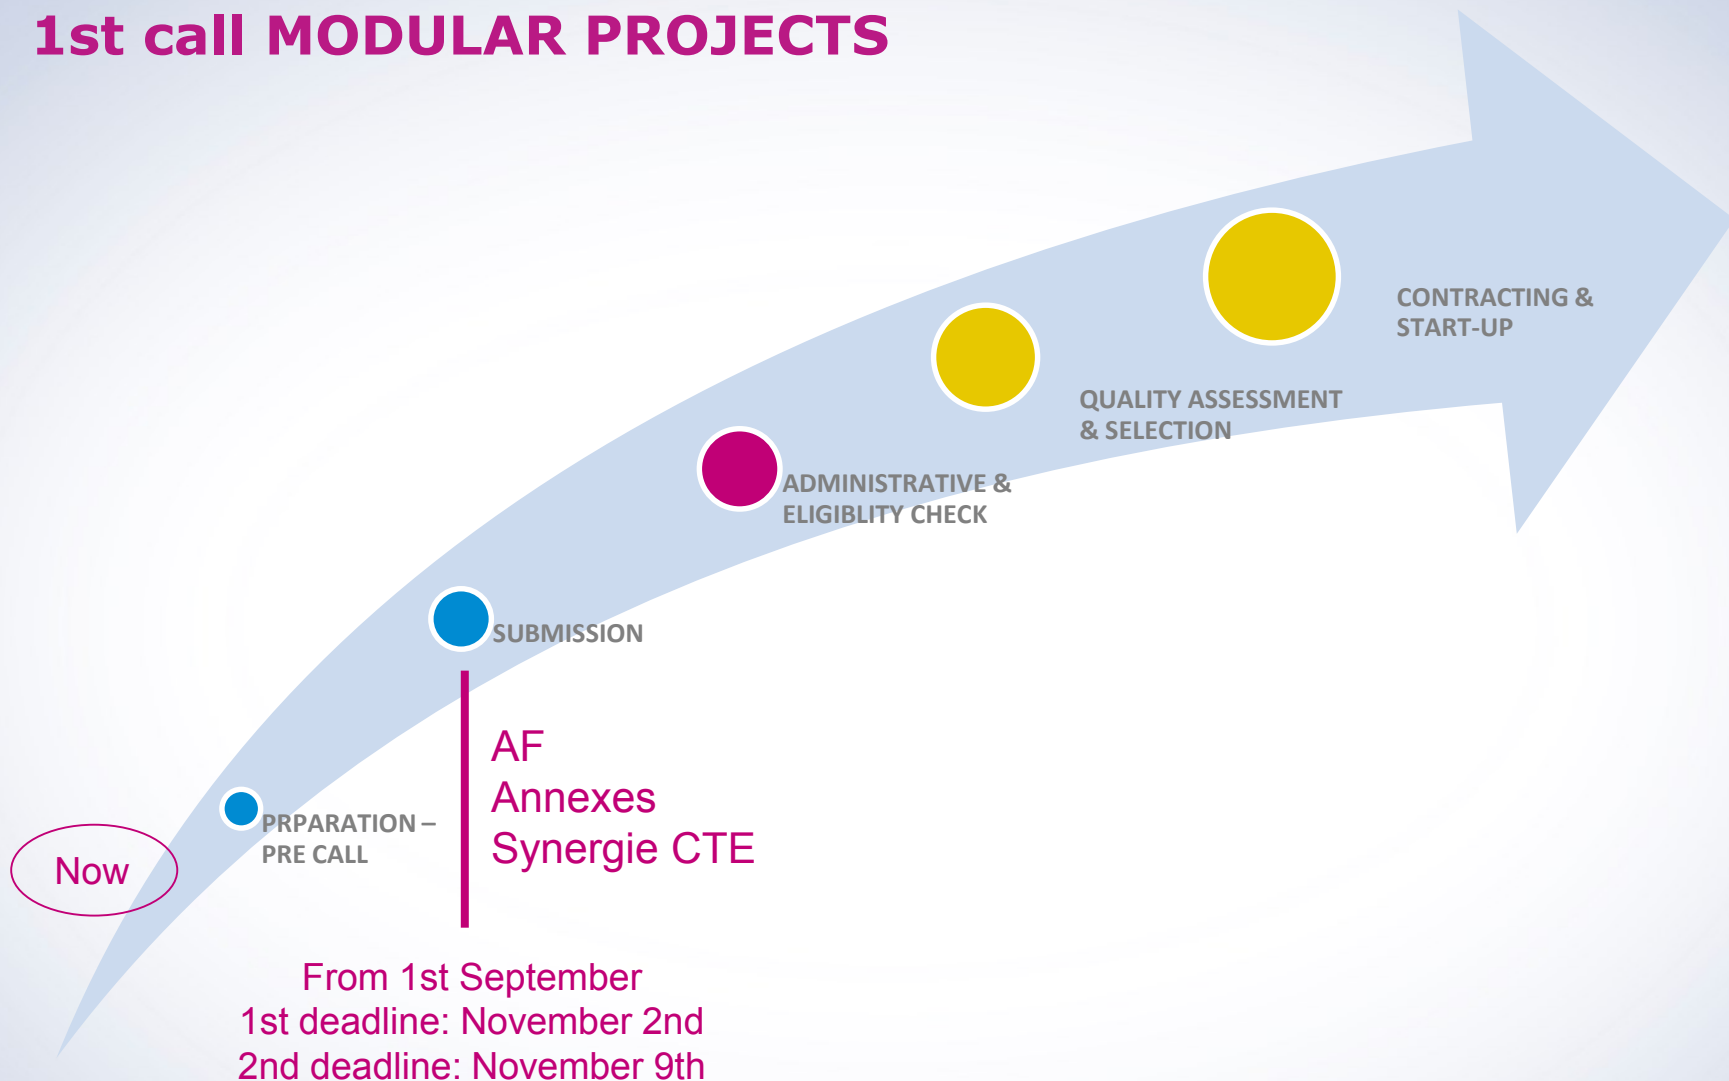 1st call MODULAR PROJECTS
CONTRACTING &
START-UP
QUALITY ASSESSMENT
& SELECTION
ADMINISTRATIVE &
ELIGIBLITY CHECK
SUBMISSION
AF
Annexes
Synergie CTE
PRPARATION –
PRE CALL
Now
From 1st September
1st deadline: November 2nd
2nd deadline: November 9th